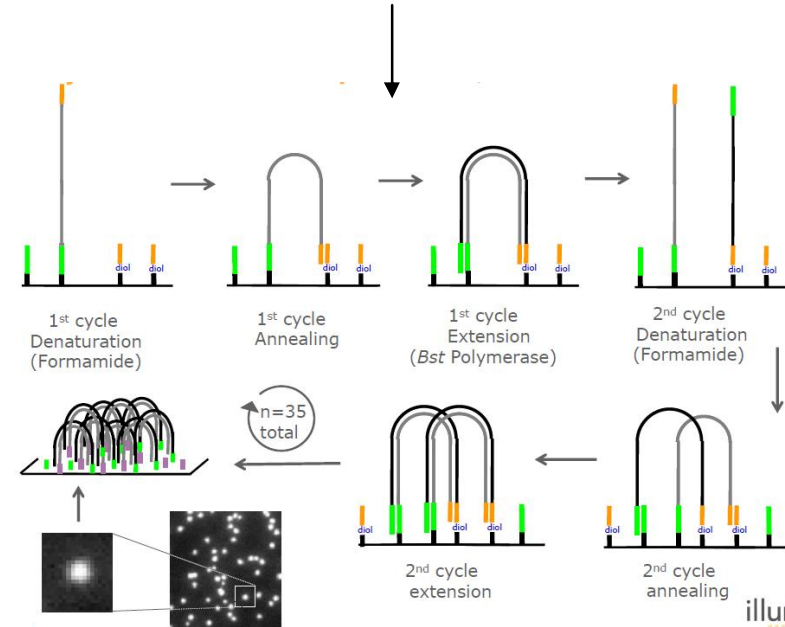 diol diol
diol diol
diol diol
diol diol
1st cycle
Denaturation
(Formamide)
1st cycle
Annealing
1st cycle
Extension
(Bst Polymerase)
2nd cycle
Denaturation
(Formamide)
n=35
total
diol diol diol
2nd cycle
extension
diol diol diol
2nd cycle
annealing